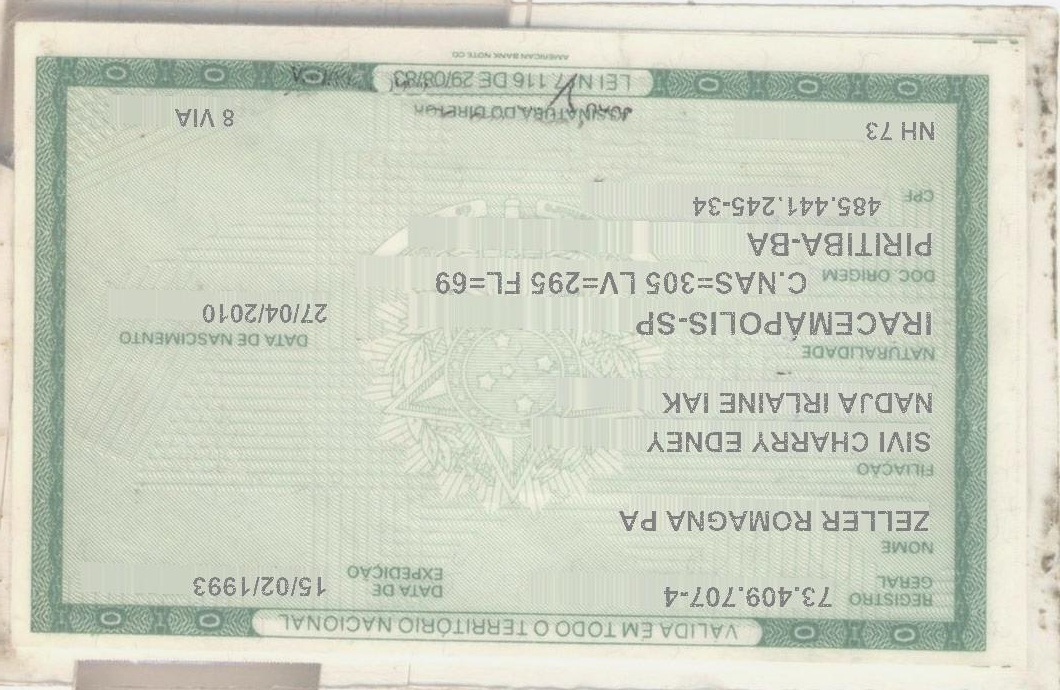 VALIDA EM TODO O TERRITÓRIO NACIONAL
REGISTRO GERAL 73.409.707-4 DATA DE EXPEDIÇÃO 15/02/1993
NOME
ZELLER ROMAGNA PA
FILIAÇÃO
SIVI CHARRY EDNEY
NADJA IRLAINE IAK
NATURALIDADE DATA DE NASCIMENTO
IRACEMÁPOLIS-SP 27/04/2010
DOC ORIGEM C.NAS=305 LV=295 FL=69
PIRITIBA-BA
CPF 485.441.245-34
NH 73 8 VIA
ASSINATURA DO DIRETOR
LEI Nº 7.116 DE 29/08/83
AMERICAN BANK NOTE CO